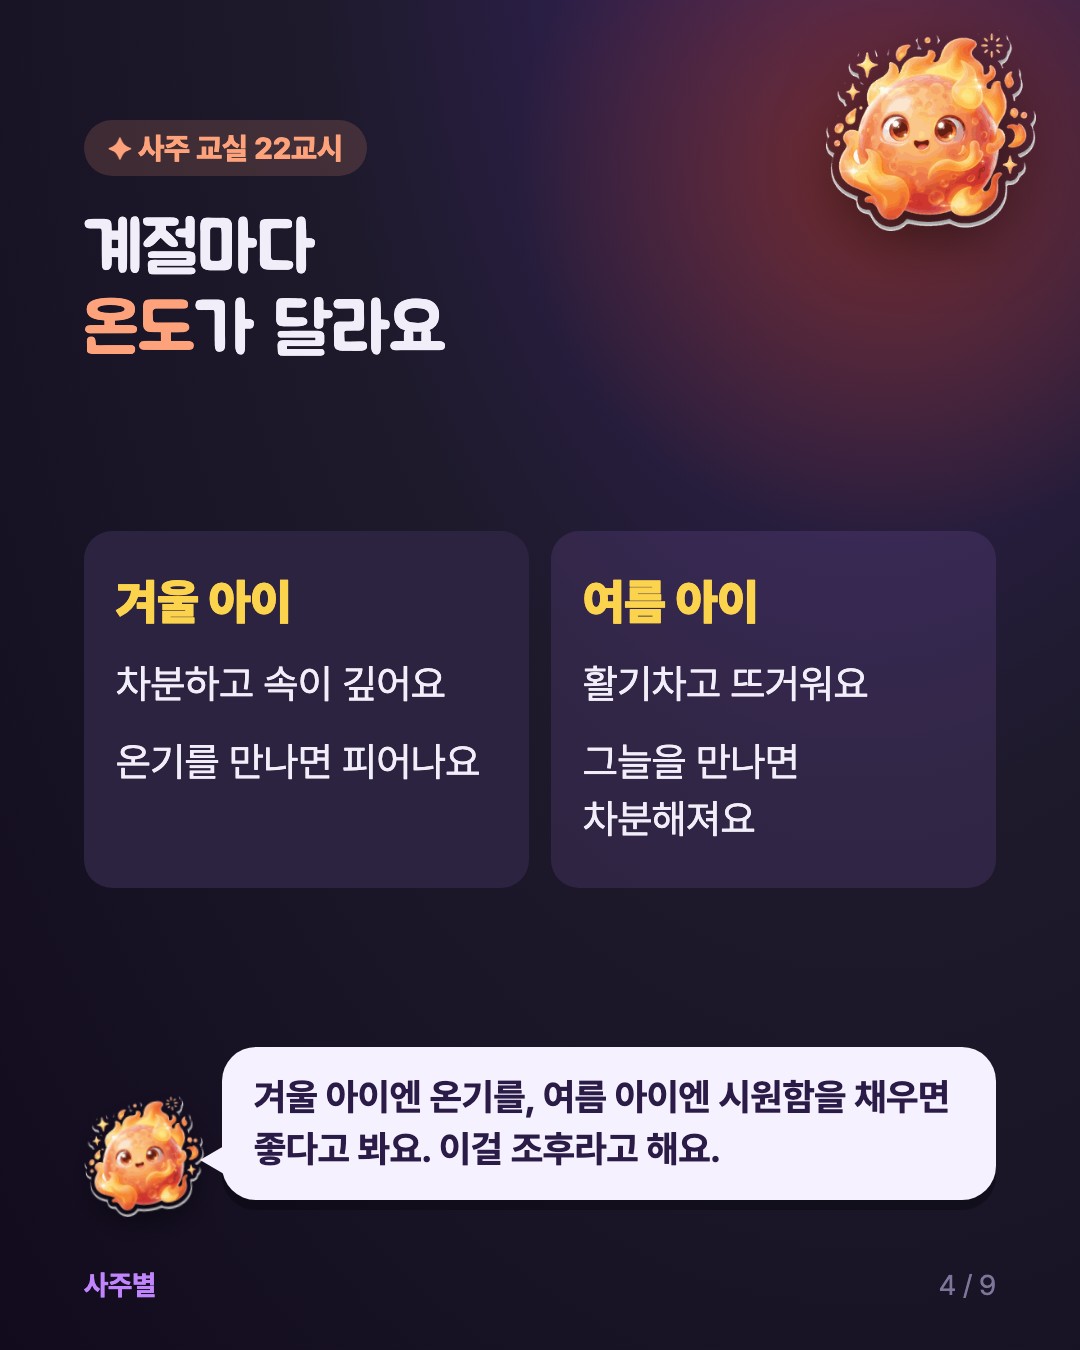 ✦ 사주 교실 22교시
계절마다
온도가 달라요
겨울 아이
차분하고 속이 깊어요
온기를 만나면 피어나요
여름 아이
활기차고 뜨거워요
그늘을 만나면
차분해져요
겨울 아이엔 온기를, 여름 아이엔 시원함을 채우면
좋다고 봐요. 이걸 조후라고 해요.
사주별
4 / 9